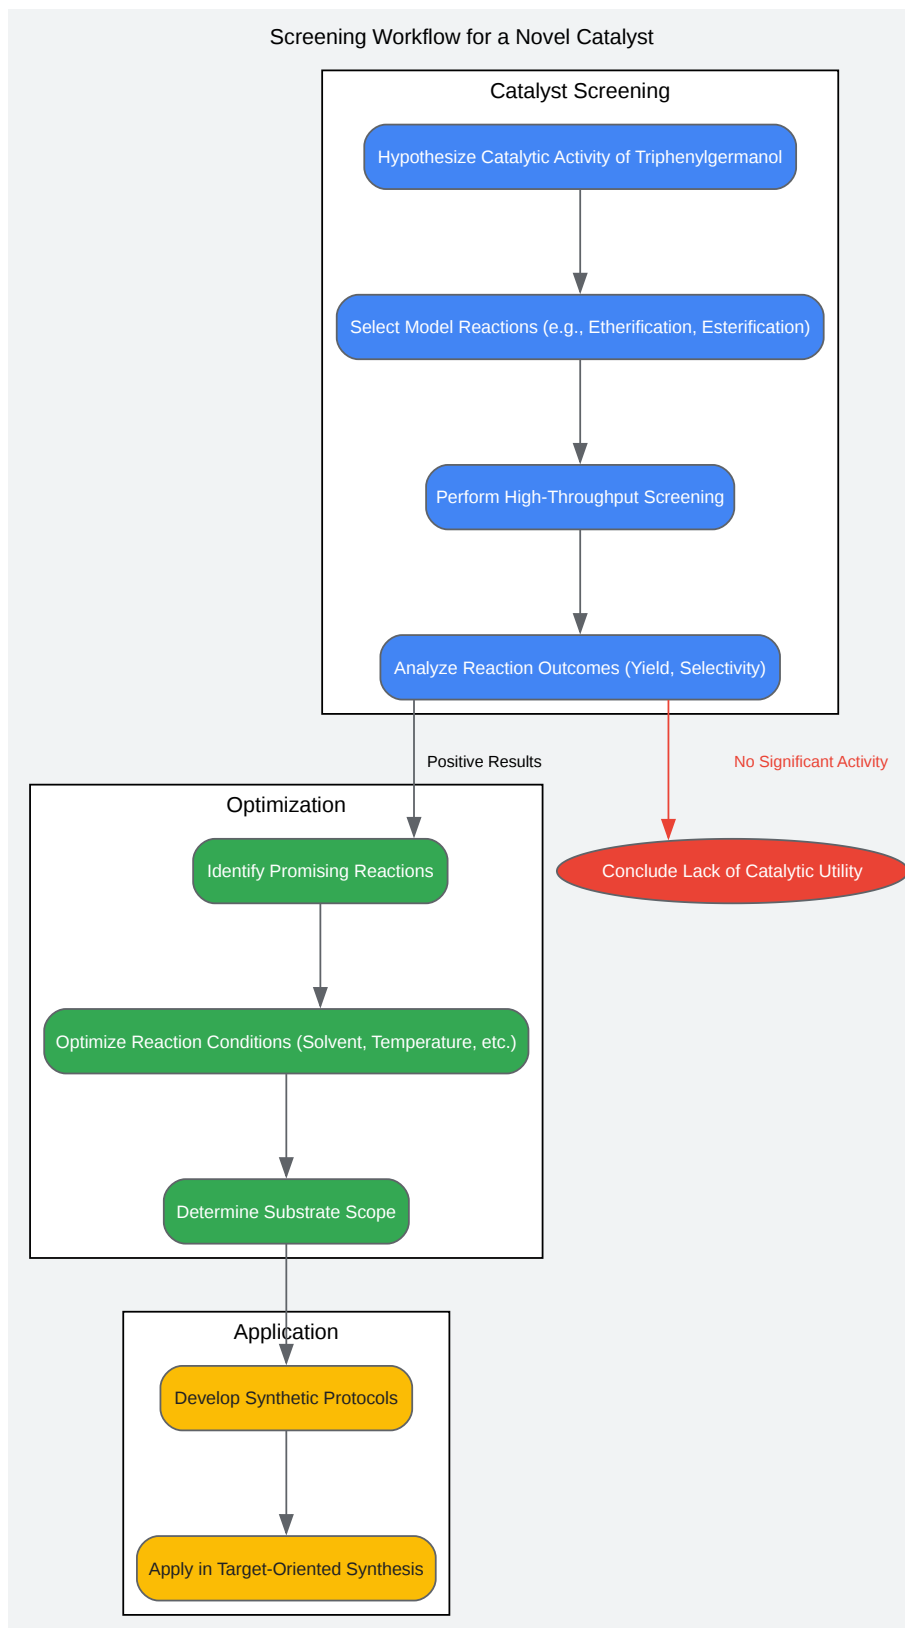 Screening Workflow for a Novel Catalyst
Catalyst Screening
Hypothesize Catalytic Activity of Triphenylgermanol
Select Model Reactions (e.g., Etherification, Esterification)
Perform High-Throughput Screening
Analyze Reaction Outcomes (Yield, Selectivity)
Positive Results
No Significant Activity
Optimization
Identify Promising Reactions
Conclude Lack of Catalytic Utility
Optimize Reaction Conditions (Solvent, Temperature, etc.)
Determine Substrate Scope
Application
Develop Synthetic Protocols
Apply in Target-Oriented Synthesis